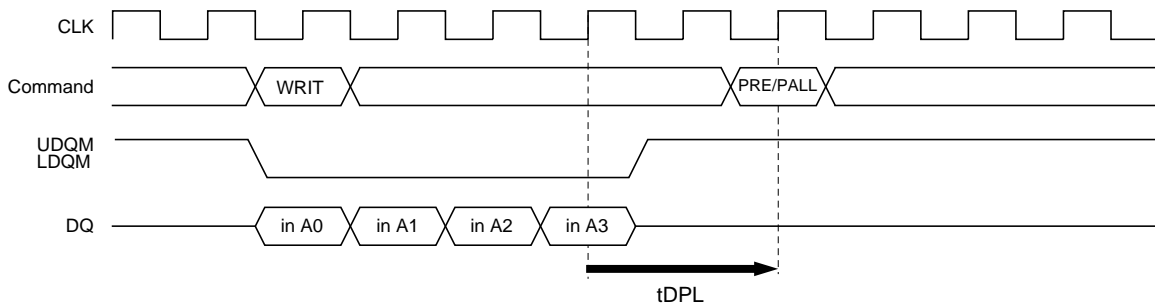 CLK
Command
WRIT
PRE/PALL
UDQM
LDQM
DQ
in A0
in A1
in A2
in A3
tDPL